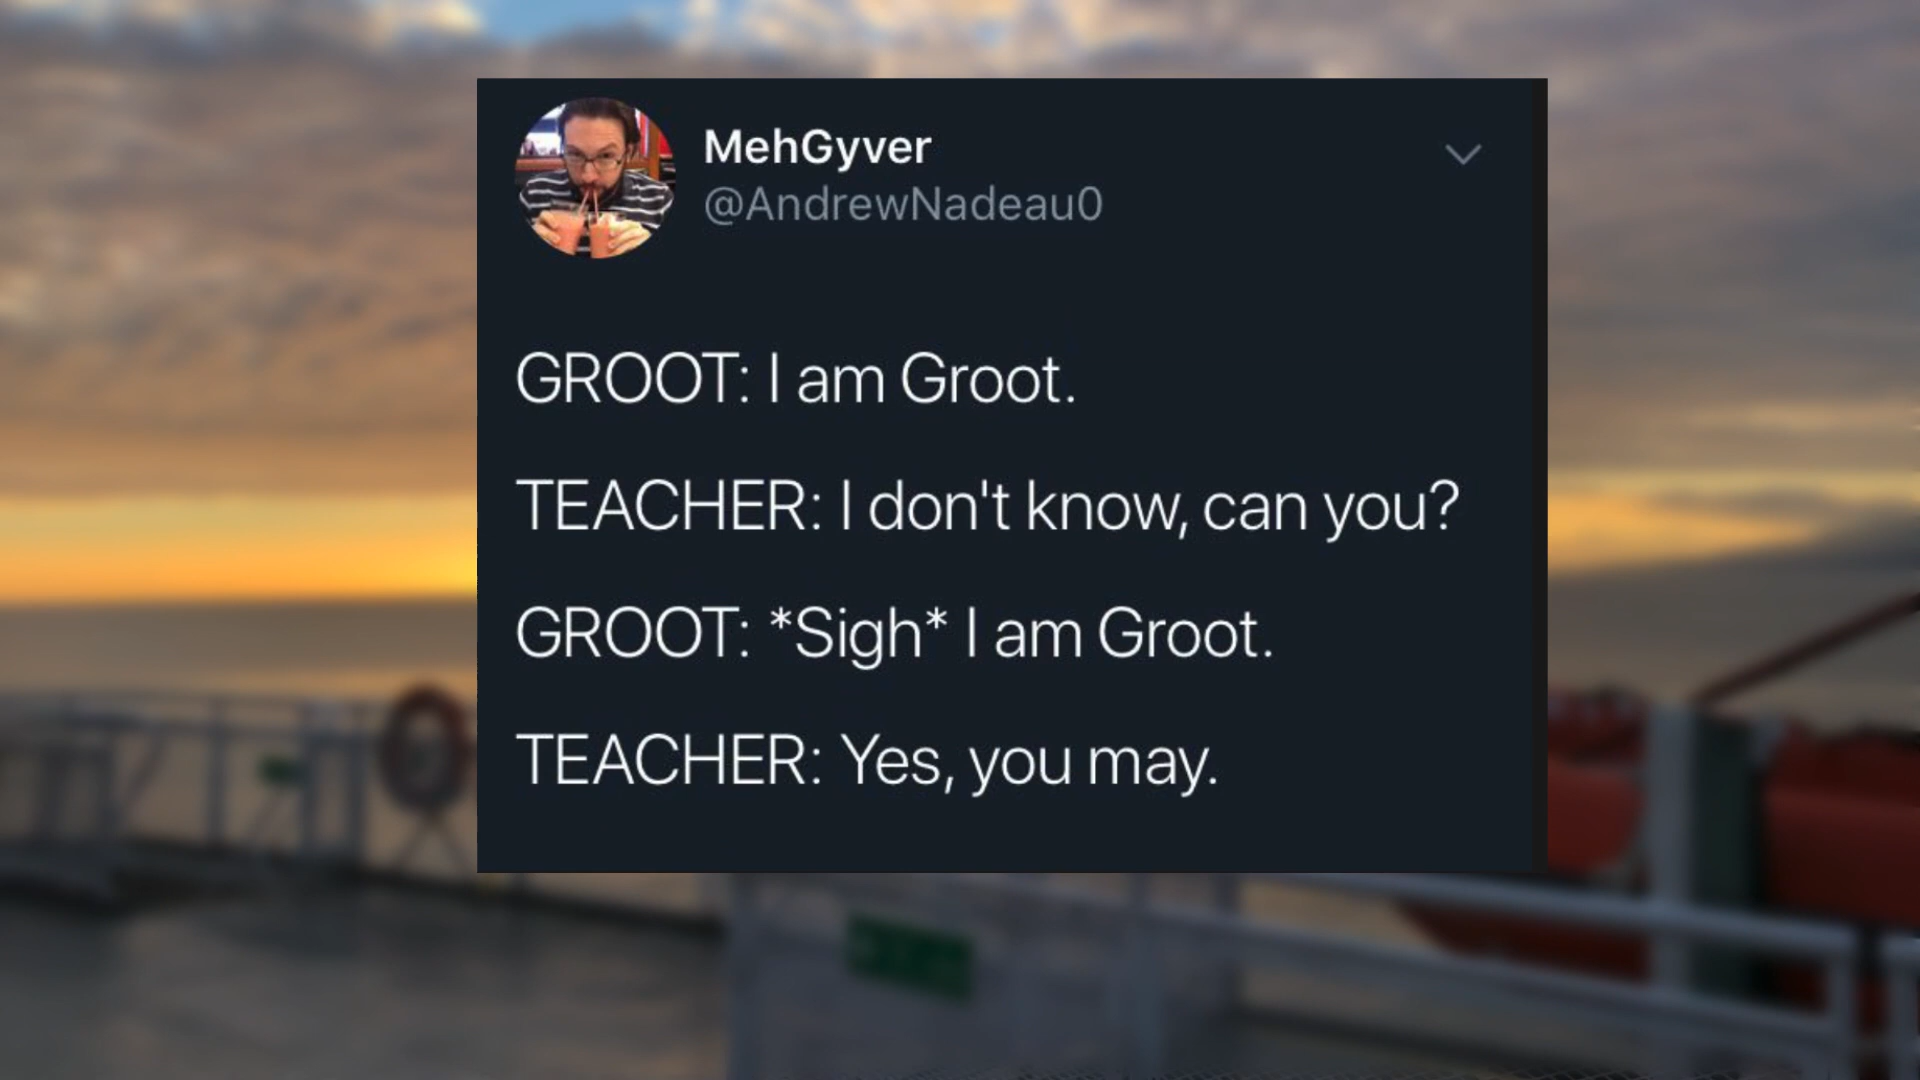 MehGyver
@AndrewNadeau0
GROOT: I am Groot.
TEACHER: I don't know, can you?
GROOT: *Sigh* I am Groot.
TEACHER: Yes, you may.